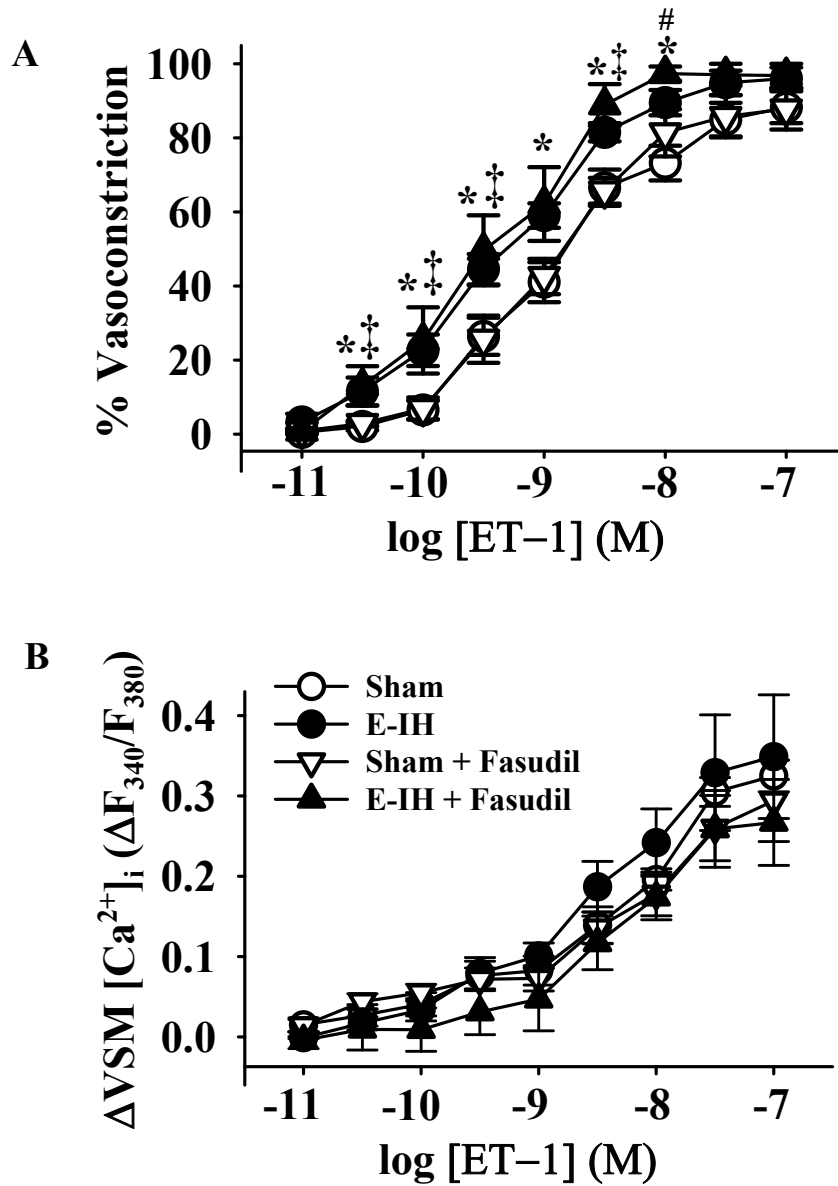 A
% Vasoconstriction
100
80
60
40
20
0
*‡
*‡
*‡
*
*‡
#
*
-11 -10 -9 -8 -7
log [ET−1] (M)
B
ΔVSM [Ca²⁺]ᵢ (ΔF₃₄₀/F₃₈₀)
0.4
0.3
0.2
0.1
0.0
Sham
E-IH
Sham + Fasudil
E-IH + Fasudil
-11 -10 -9 -8 -7
log [ET−1] (M)